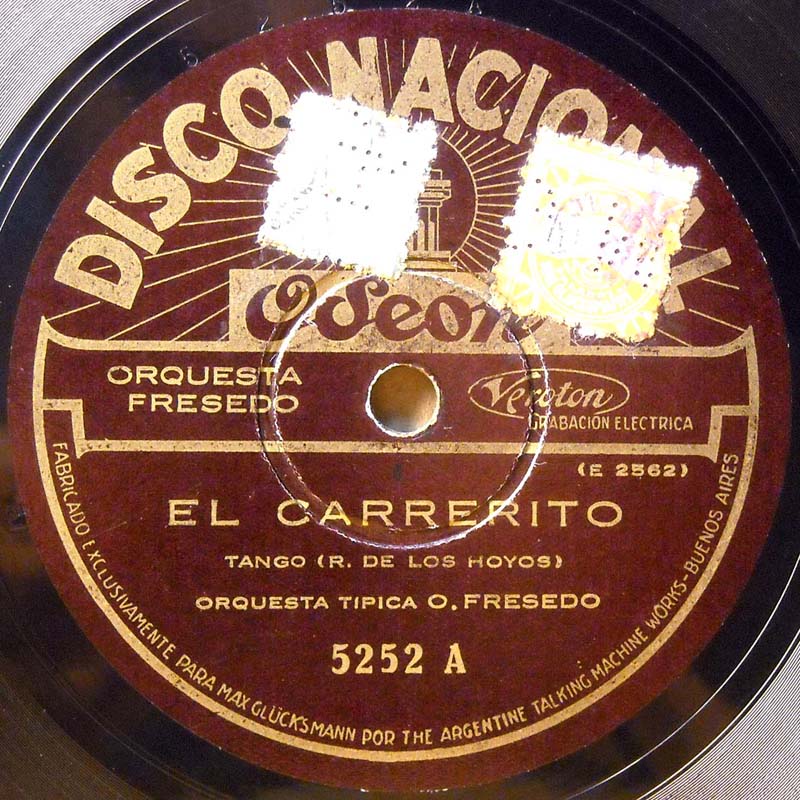 DISCO NACIONAL
Odeon
ORQUESTA
FRESEDO
Veroton
GRABACIÓN ELECTRICA
(E 2562)
EL CARRERITO
TANGO (R. DE LOS HOYOS)
ORQUESTA TIPICA O. FRESEDO
5252 A
FABRICADO EXCLUSIVAMENTE PARA MAX GLÜCKSMANN POR THE ARGENTINE TALKING MACHINE WORKS-BUENOS AIRES